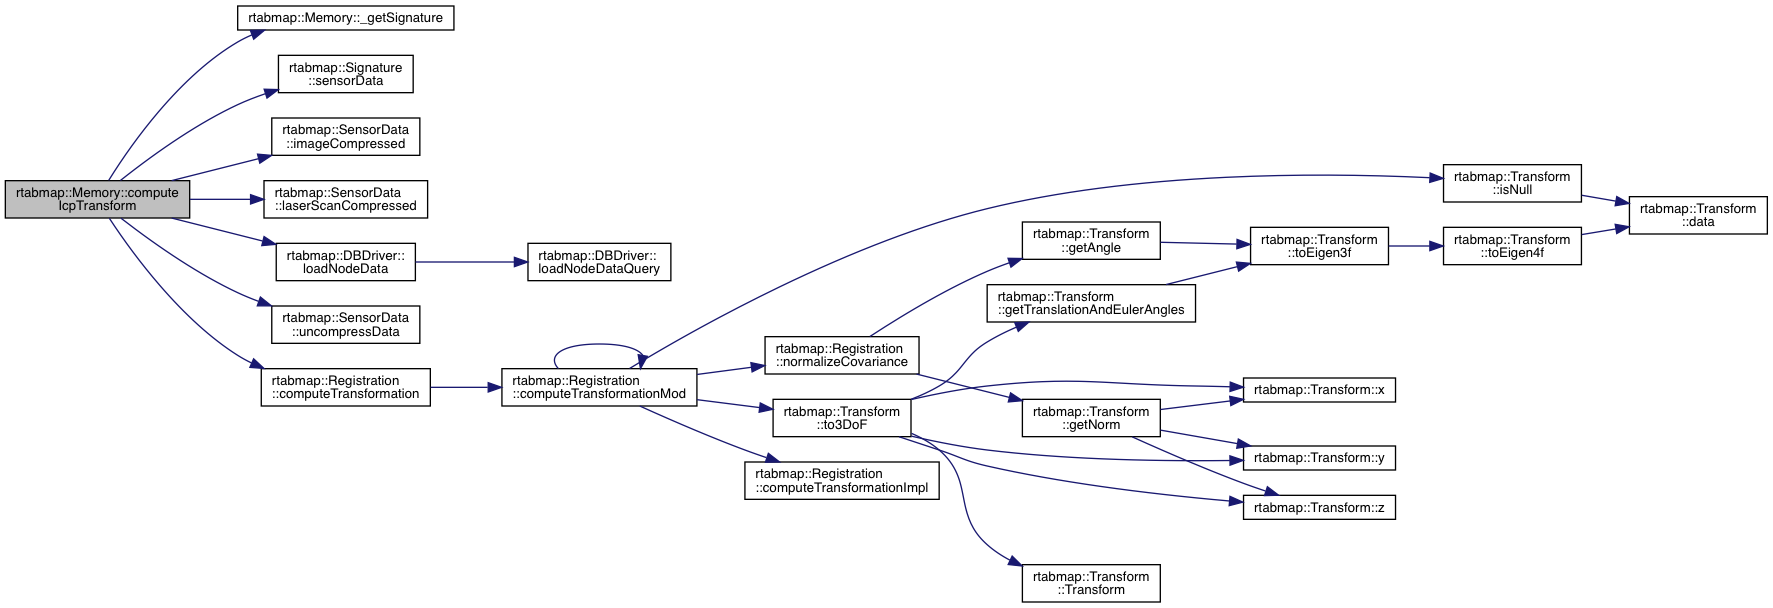 rtabmap::Memory::_getSignature
rtabmap::Signature
::sensorData
rtabmap::SensorData
::imageCompressed
rtabmap::Memory::compute
IcpTransform
rtabmap::SensorData
::laserScanCompressed
rtabmap::DBDriver::
loadNodeData
rtabmap::DBDriver::
loadNodeDataQuery
rtabmap::SensorData
::uncompressData
rtabmap::Registration
::computeTransformation
rtabmap::Registration
::computeTransformationMod
rtabmap::Registration
::normalizeCovariance
rtabmap::Transform
::to3DoF
rtabmap::Registration
::computeTransformationImpl
rtabmap::Transform
::getAngle
rtabmap::Transform
::getTranslationAndEulerAngles
rtabmap::Transform
::getNorm
rtabmap::Transform
::Transform
rtabmap::Transform
::toEigen3f
rtabmap::Transform::x
rtabmap::Transform::y
rtabmap::Transform::z
rtabmap::Transform
::isNull
rtabmap::Transform
::toEigen4f
rtabmap::Transform
::data